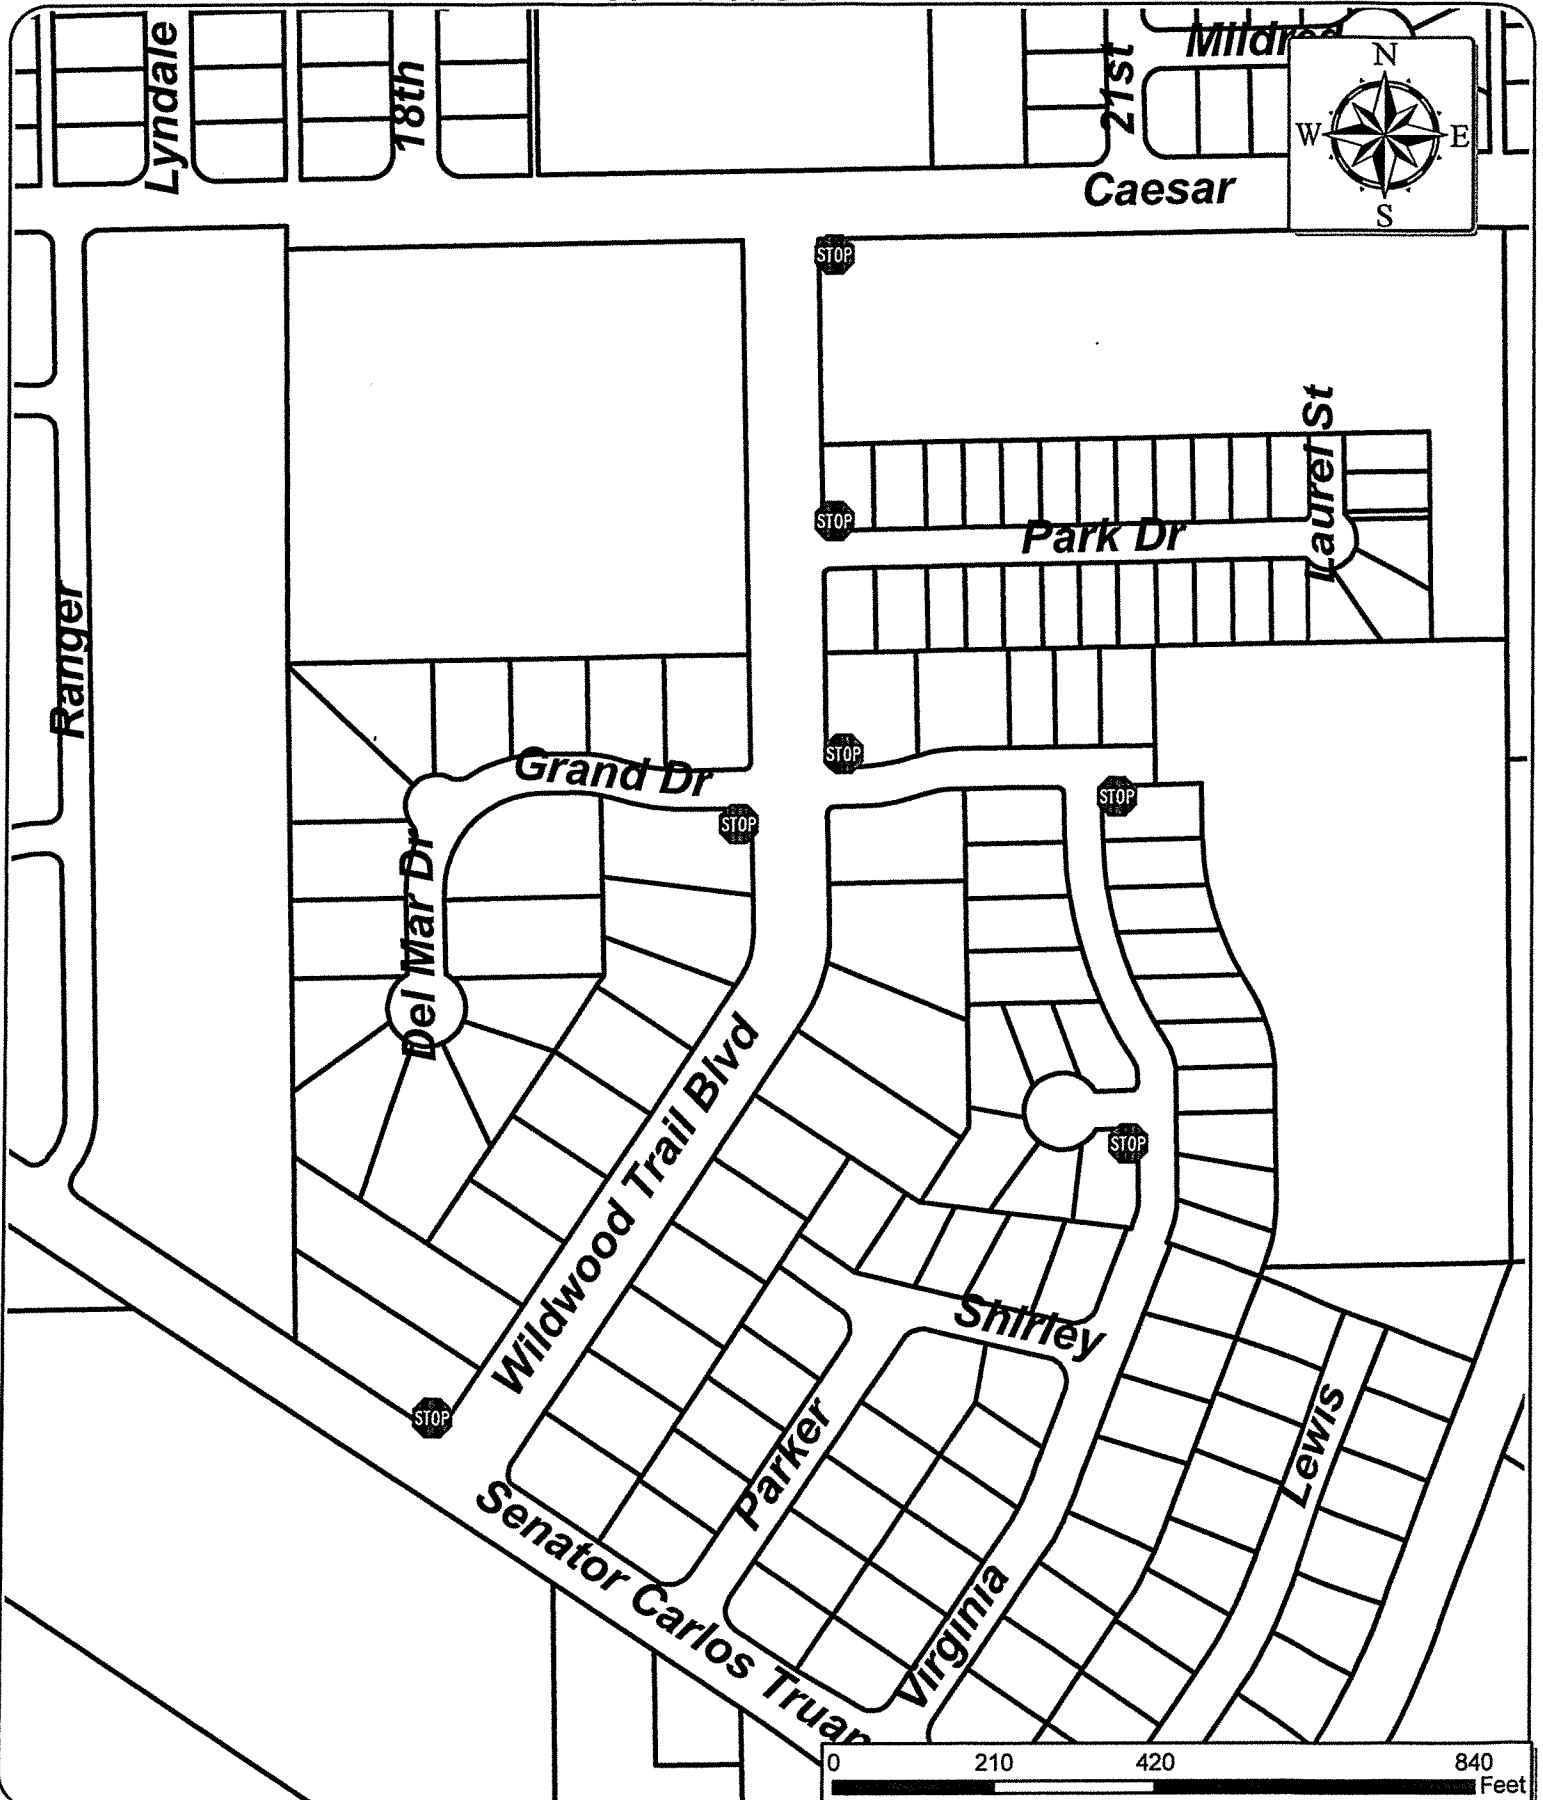 Lyndale
18th
21st
Mildred
N
W
E
S
Caesar
STOP
Laurel St
STOP
Park Dr
Ranger
STOP
Grand Dr
STOP
STOP
Del Mar Dr
Wildwood Trail Blvd
STOP
Shirley
Lewis
Parker
STOP
Senator Carlos Truan
Virginia
0 210 420 840
Feet